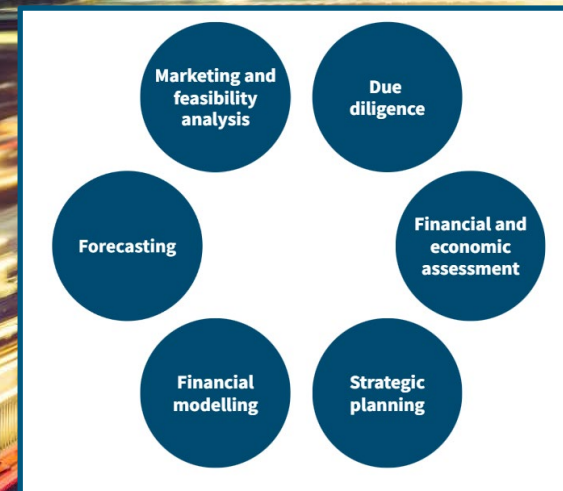 Marketing and
feasibility
analysis
Due
diligence
Forecasting
Financial and
economic
assessment
Financial
modelling
Strategic
planning